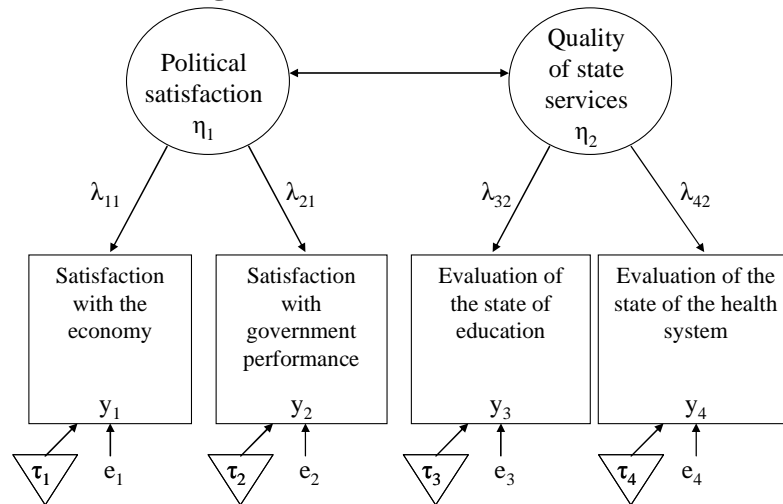 Political
satisfaction
η1
Quality
of state
services
η2
λ11
λ21
λ32
λ42
Satisfaction
with the
economy
y1
Satisfaction
with
government
performance
y2
Evaluation of
the state of
education
y3
Evaluation of the
state of the health
system
y4
τ1
e1
τ2
e2
τ3
e3
τ4
e4